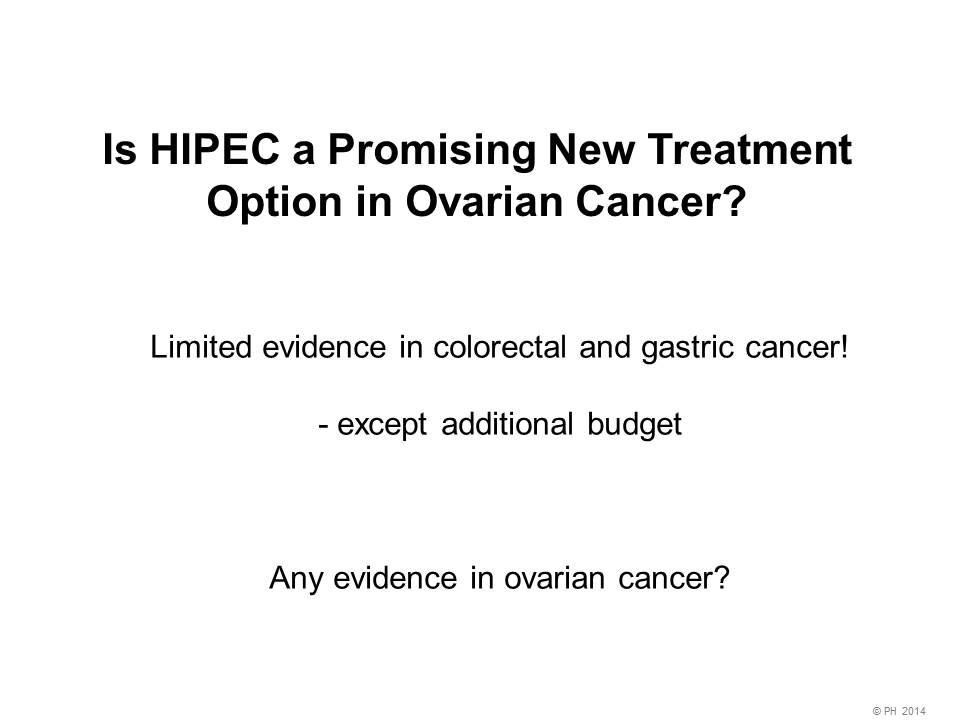 Is HIPEC a Promising New Treatment
Option in Ovarian Cancer?
Limited evidence in colorectal and gastric cancer!
- except additional budget
Any evidence in ovarian cancer?
© PH 2014